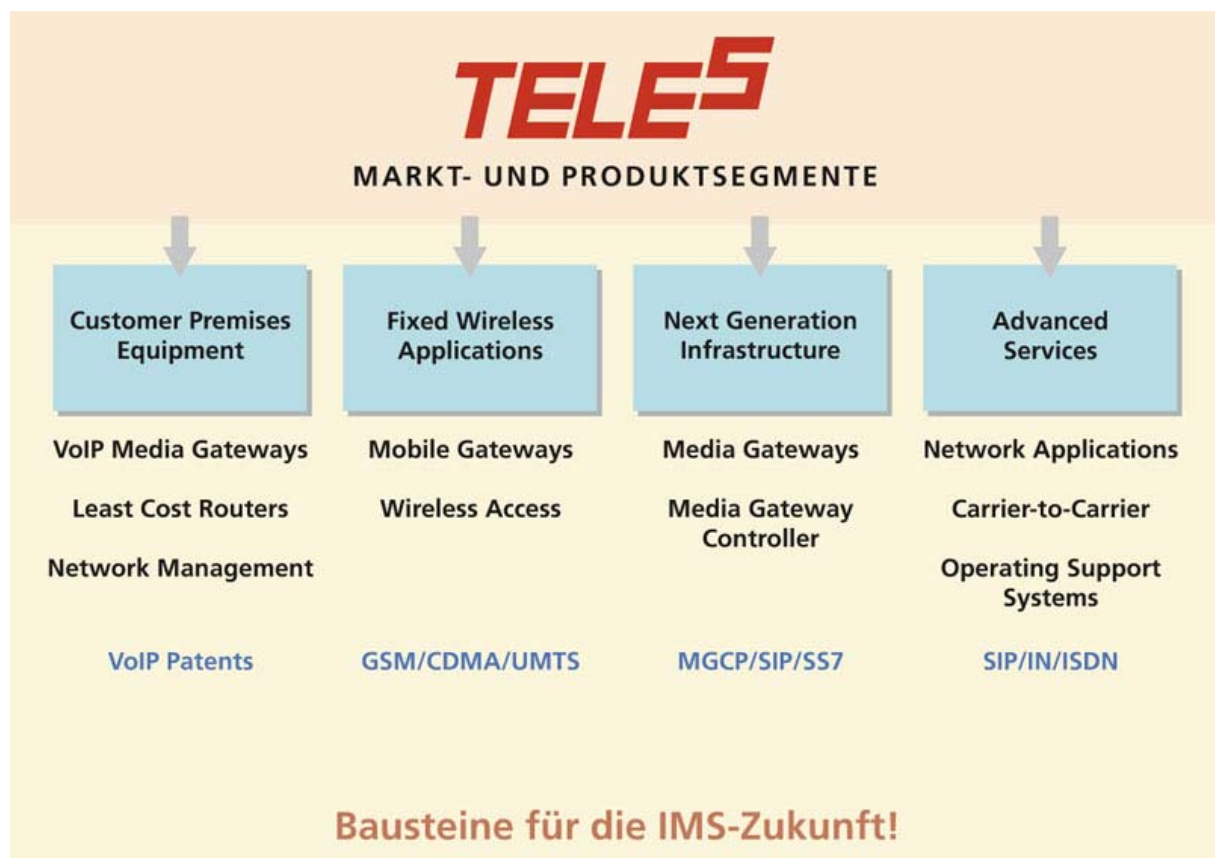 TELES
MARKT- UND PRODUKTSEGMENTE
Customer Premises
Equipment
VoIP Media Gateways
Least Cost Routers
Network Management
VoIP Patents
Fixed Wireless
Applications
Mobile Gateways
Wireless Access
GSM/CDMA/UMTS
Next Generation
Infrastructure
Media Gateways
Media Gateway
Controller
MGCP/SIP/SS7
Advanced
Services
Network Applications
Carrier-to-Carrier
Operating Support
Systems
SIP/IN/ISDN
Bausteine für die IMS-Zukunft!